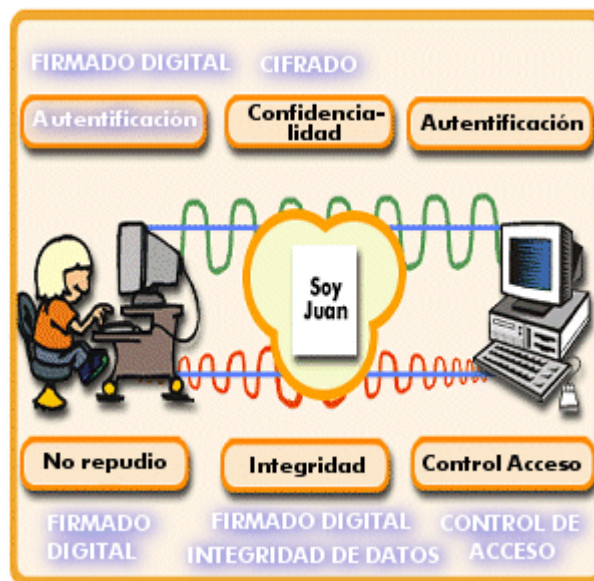 FIRMADO DIGITAL CIFRADO
Autentificación
Confidencia-
lidad
Autentificación
Soy
Juan
No repudio
Integridad
Control Acceso
FIRMADO
DIGITAL
FIRMADO DIGITAL
INTEGRIDAD DE DATOS
CONTROL DE
ACCESO